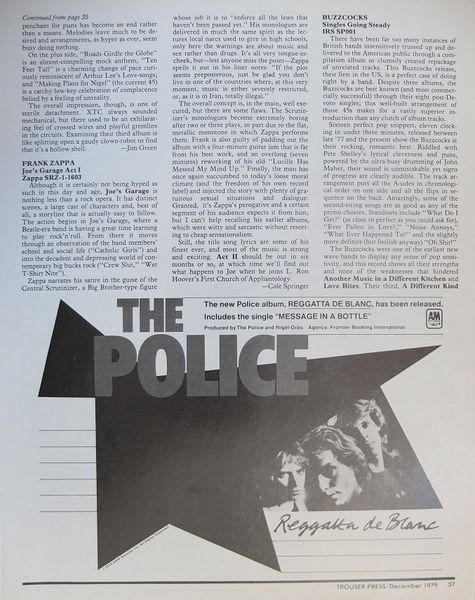 Continued from page 35
penchant for puns has become an end rather
than a means. Melodies leave much to be de-
sired and arrangements, as hyper as ever, seem
busy doing nothing.
On the plus side, "Roads Girdle the Globe"
is an almost-compelling mock anthem; "Ten
Feet Tall" is a charming change of pace curi-
ously reminiscent of Arthur Lee's Love-songs;
and "Making Plans for Nigel" (the current 45)
is a catchy low-key celebration of complacence
belied by a feeling of unreality.
The overall impression, though, is one of
sterile detachment. XTC always sounded
mechanical, but there used to be an exhilarat-
ing feel of crossed wires and playful gremlins
in the circuits. Examining their third album is
like splitting open a gaudy clown-robot to find
that it's a hollow shell.
—Jim Green
FRANK ZAPPA
Joe's Garage Act I
Zappa SRZ-1-1603
Although it is certainly not being hyped as
such in this day and age, Joe's Garage is
nothing less than a rock opera. It has distinct
scenes, a large cast of characters and, best of
all, a storyline that is actually easy to follow.
The action begins in Joe's Garage, where a
Beatle-era band is having a great time learning
to play rock'n'roll. From there it moves
through an observation of the band members'
school and social life ("Catholic Girls") and
into the decadent and depressing world of con-
temporary big bucks rock ("Crew Slut," "Wet
T-Shirt Nite").
Zappa narrates his satire in the guise of the
Central Scrutinizer, a Big Brother-type figure
whose job it is to "enforce all the laws that
haven't been passed yet." His monologues are
delivered in much the same spirit as the lec-
tures narcs used to give in high schools,
only here the warnings are about music and
sex rather than drugs. It's all very tongue-in-
cheek, but—lest anyone miss the point—Zappa
spells it out in his liner notes: "If the plot
seems preposterous, just be glad you don't
live in one of the countries where, at this very
moment, music is either severely restricted,
or, as it is in Iran, totally illegal."
The overall concept is, in the main, well exe-
cuted, but there are some flaws. The Scrutin-
izer's monologues become extremely boring
after two or three plays, in part due to the flat,
metallic monotone in which Zappa performs
them. Frank is also guilty of padding out the
album with a four-minute guitar jam that is far
from his best work, and an overlong (seven
minutes) reworking of his old "Lucille Has
Messed My Mind Up." Finally, the man has
once again succumbed to today's loose moral
climate (and the freedom of his own record
label) and injected the story with plenty of gra-
tuitous sexual situations and dialogue.
Granted, it's Zappa's perogative and a certain
segment of his audience expects it from him,
but I can't help recalling his earlier albums,
which were witty and sarcastic without resort-
ing to cheap sensationalism.
Still, the title song lyrics are some of his
best ever, and most of the music is strong
and exciting. Act II should be out in six
months or so, at which time we'll find out
what happens to Joe when he joins L. Ron
Hoover's First Church of Appliantology.
—Cole Springer
BUZZCOCKS
Singles Going Steady
IRS SP001
There have been far too many instances of
British bands insensitively trussed up and de-
livered to the American public through a com-
pilation album or clumsily created repackage
of unrelated tracks. This Buzzcocks release,
their first in the US, is a perfect case of doing
right by a band. Despite three albums, the
Buzzcocks are best known (and most commer-
cially successful) through their eight post-De-
voto singles; this well-built arrangement of
those 45s makes for a vastly superior in-
troduction than any clutch of album tracks.
Sixteen perfect pop snippets, eleven clock-
ing in under three minutes, released between
late '77 and the present show the Buzzcocks at
their rocking, romantic best. Riddled with
Pete Shelley's lyrical cleverness and puns,
powered by the ultra-busy drumming of John
Maher, their sound is unmistakable yet signs
of progress are clearly audible. The track ar-
rangement puts all the A-sides in chronologi-
cal order on one side and all the flips in se-
quence on the back. Amazingly, some of the
second-string songs are as good as any of the
primo choices. Standouts include "What Do I
Get?" (as close to perfect as you could ask for),
"Ever Fallen in Love?," "Noise Annoys,"
"What Ever Happened To?" and the slightly
more definite (but foolish anyway) "Oh Shit!"
The Buzzcocks were one of the earliest new
wave bands to display any sense of pop sensi-
tivity, and this record shows all their strengths
and none of the weaknesses that hindered
Another Music in a Different Kitchen and
Love Bites. Their third, A Different Kind
THE
POLICE
The new Police album, REGGATTA DE BLANC, has been released.
Includes the single "MESSAGE IN A BOTTLE"
Produced by The Police and Nigel Gray. Agency: Frontier Booking International.
A&M
Reggatta de Blanc
TROUSER PRESS/December 1979 37